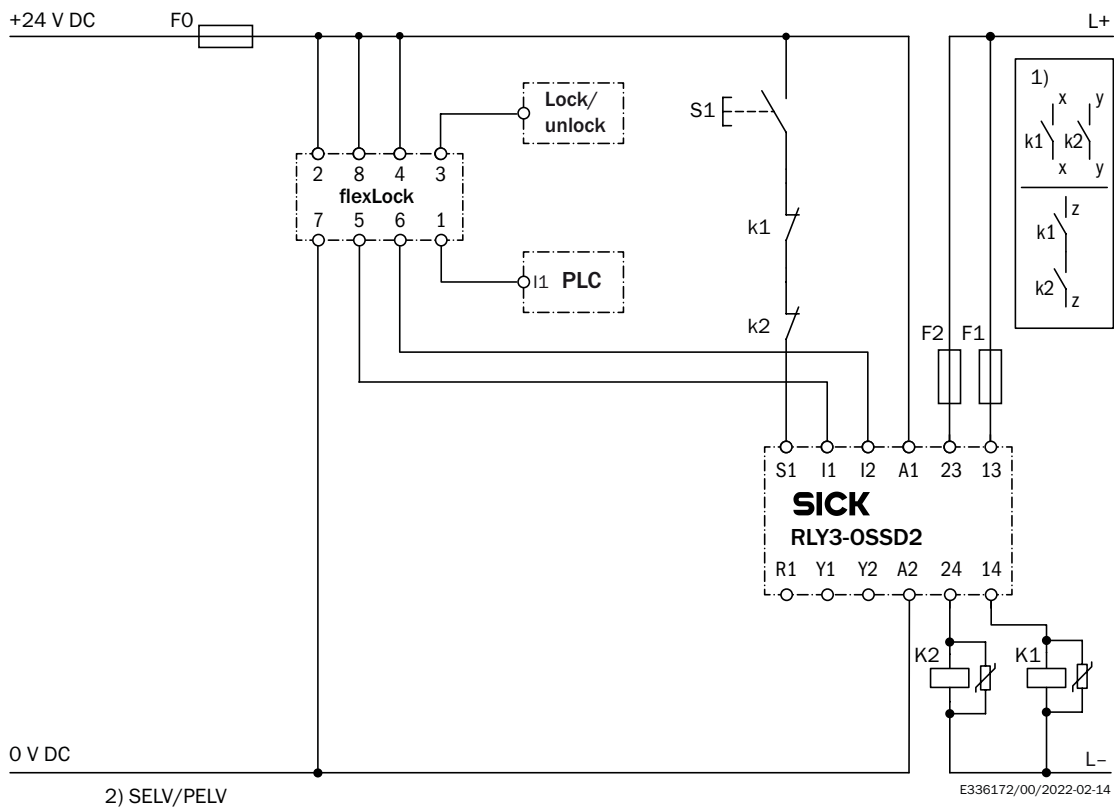 +24 V DC F0 L+
1)
x y
k1 k2
x y
z
k1
k2
z
Lock/
unlock
S1
2 8 4 3
flexLock
7 5 6 1
I1 PLC
k1
k2
F2 F1
S1 I1 I2 A1 23 13
SICK
RLY3-OSSD2
R1 Y1 Y2 A2 24 14
K2 K1
0 V DC L–
2) SELV/PELV
E336172/00/2022-02-14